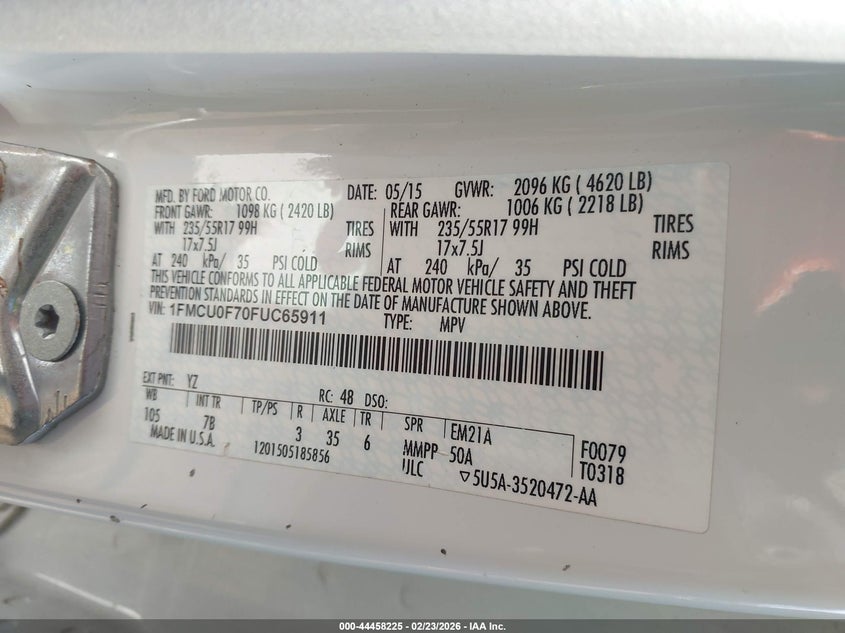 MFD. BY FORD MOTOR CO. DATE: 05/15 GVWR: 2096 KG ( 4620 LB)
FRONT GAWR: 1098 KG ( 2420 LB) REAR GAWR: 1006 KG ( 2218 LB)
WITH 235/55R17 99H TIRES WITH 235/55R17 99H TIRES
17x7.5J RIMS 17x7.5J RIMS
AT 240 kPa/ 35 PSI COLD AT 240 kPa/ 35 PSI COLD
THIS VEHICLE CONFORMS TO ALL APPLICABLE FEDERAL MOTOR VEHICLE SAFETY AND THEFT
PREVENTION STANDARDS IN EFFECT ON THE DATE OF MANUFACTURE SHOWN ABOVE.
VIN: 1FMCU0F70FUC65911 TYPE: MPV
EXT PNT: YZ RC: 48 DSO:
WB INT TR TP/PS R AXLE TR SPR EM21A F0079
105 7B 3 35 6 MMPP 50A T0318
MADE IN U.S.A. 1201505185856 ULC ▽5U5A-3520472-AA
000-44458225 - 02/23/2026 - IAA Inc.